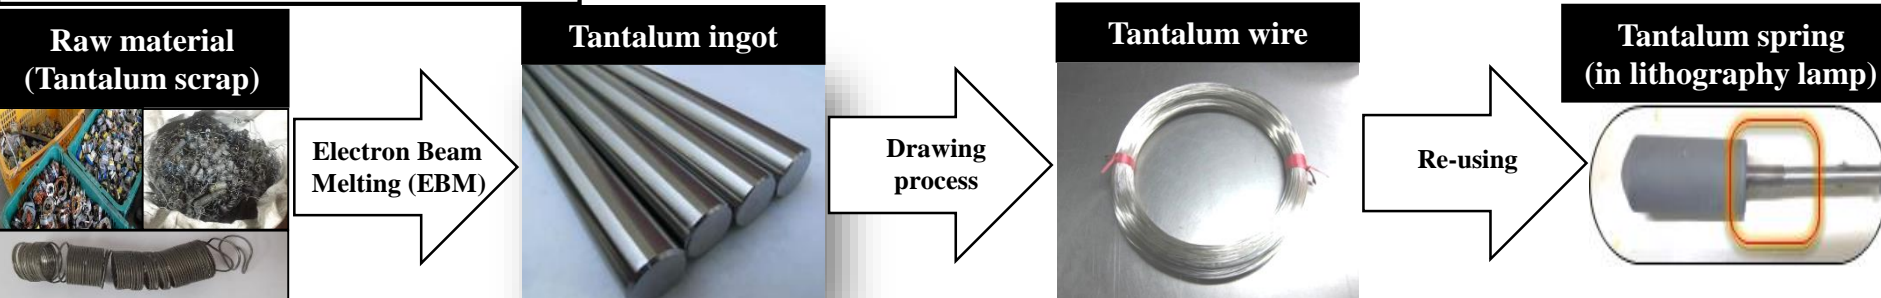 Raw material
(Tantalum scrap)
Electron Beam
Melting (EBM)
Tantalum ingot
Drawing
process
Tantalum wire
Re-using
Tantalum spring
(in lithography lamp)